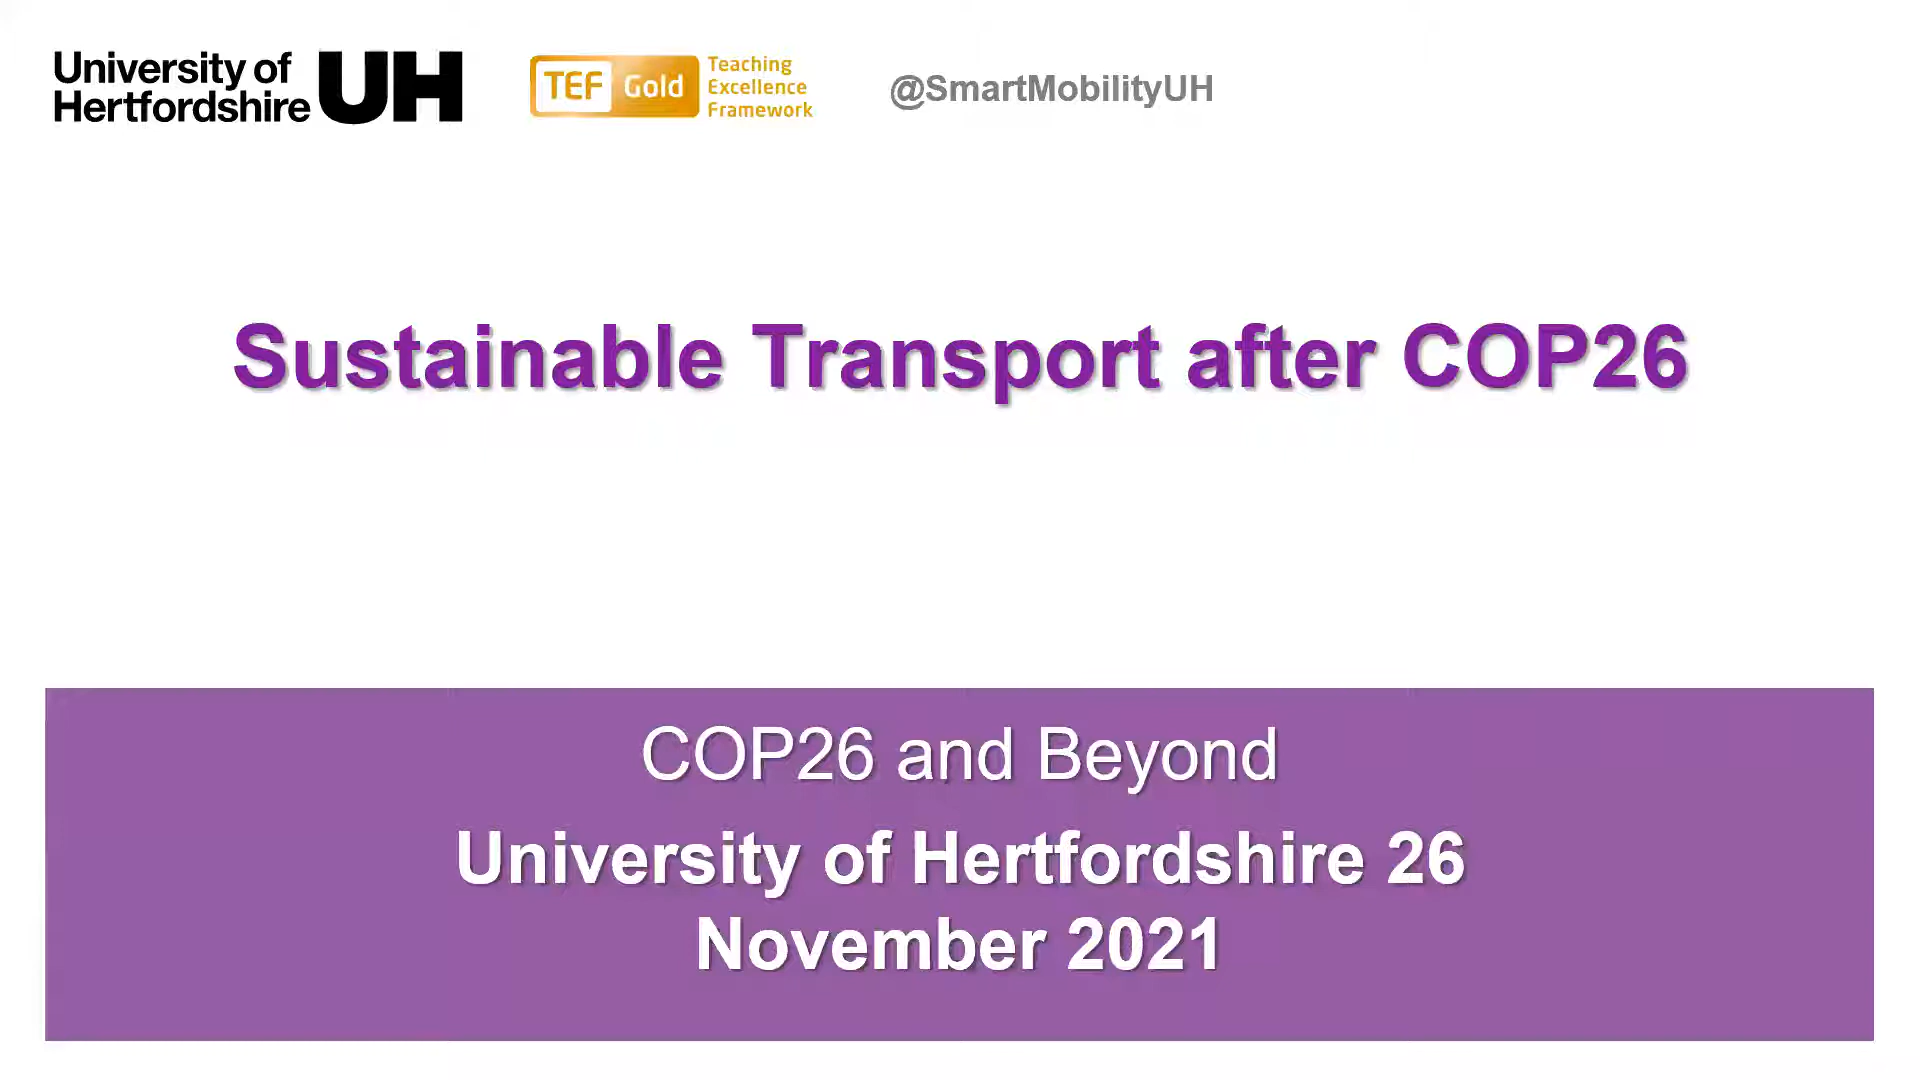 University of
Hertfordshire UH
TEF Gold
Teaching
Excellence
Framework
@SmartMobilityUH
Sustainable Transport after COP26
COP26 and Beyond
University of Hertfordshire 26
November 2021